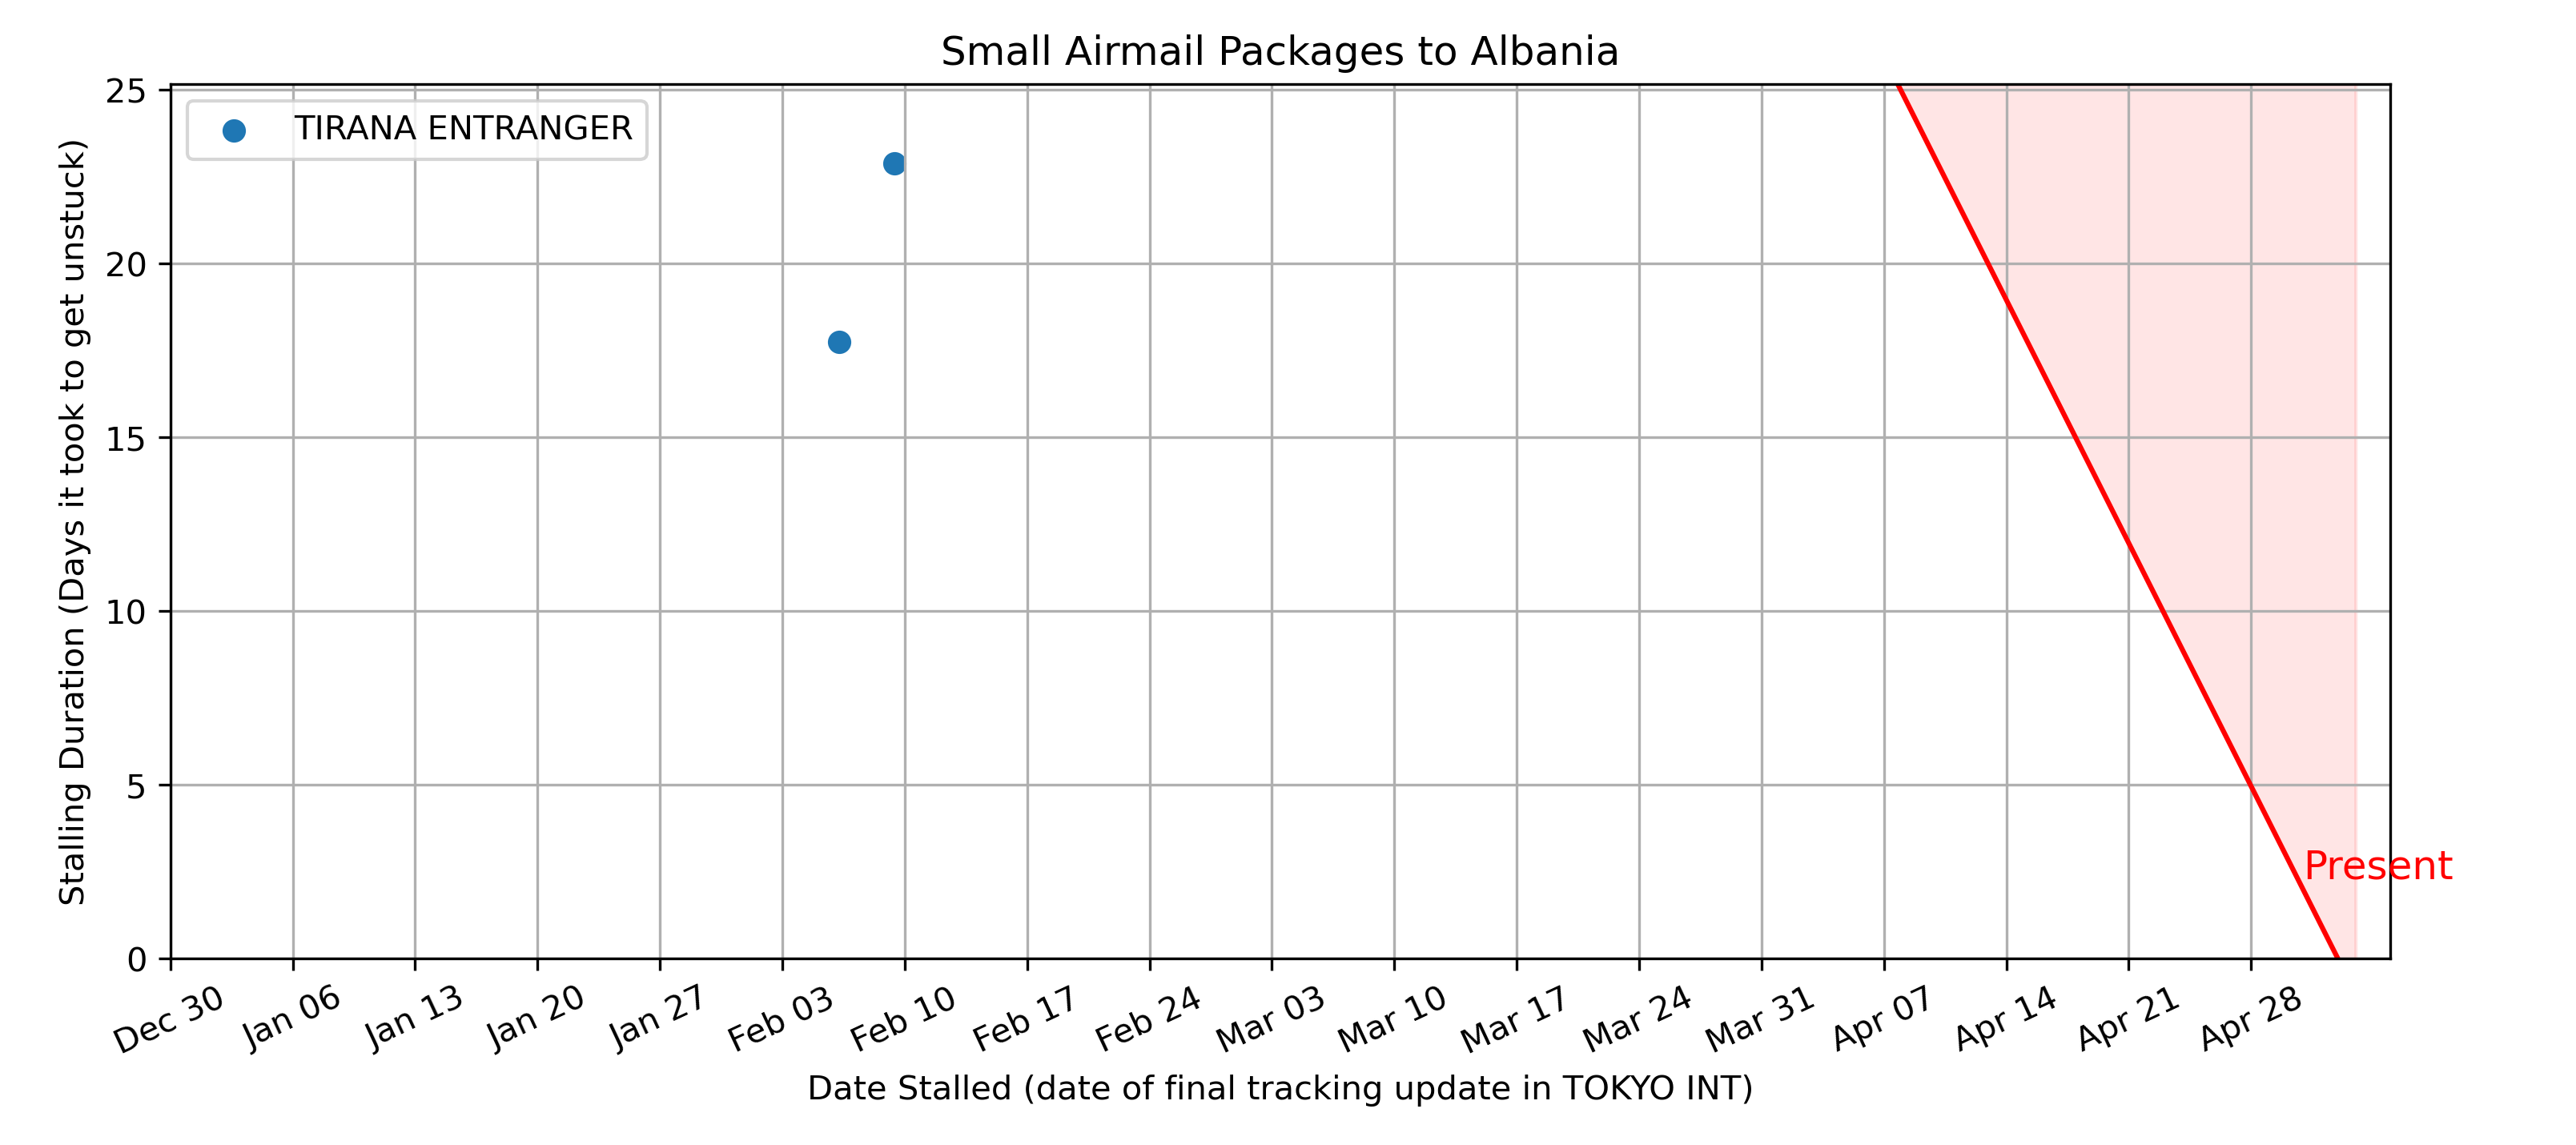 Small Airmail Packages to Albania
TIRANA ENTRANGER
Stalling Duration (Days it took to get unstuck)
25
20
15
10
5
0
Present
Dec 30
Jan 06
Jan 13
Jan 20
Jan 27
Feb 03
Feb 10
Feb 17
Feb 24
Mar 03
Mar 10
Mar 17
Mar 24
Mar 31
Apr 07
Apr 14
Apr 21
Apr 28
Date Stalled (date of final tracking update in TOKYO INT)